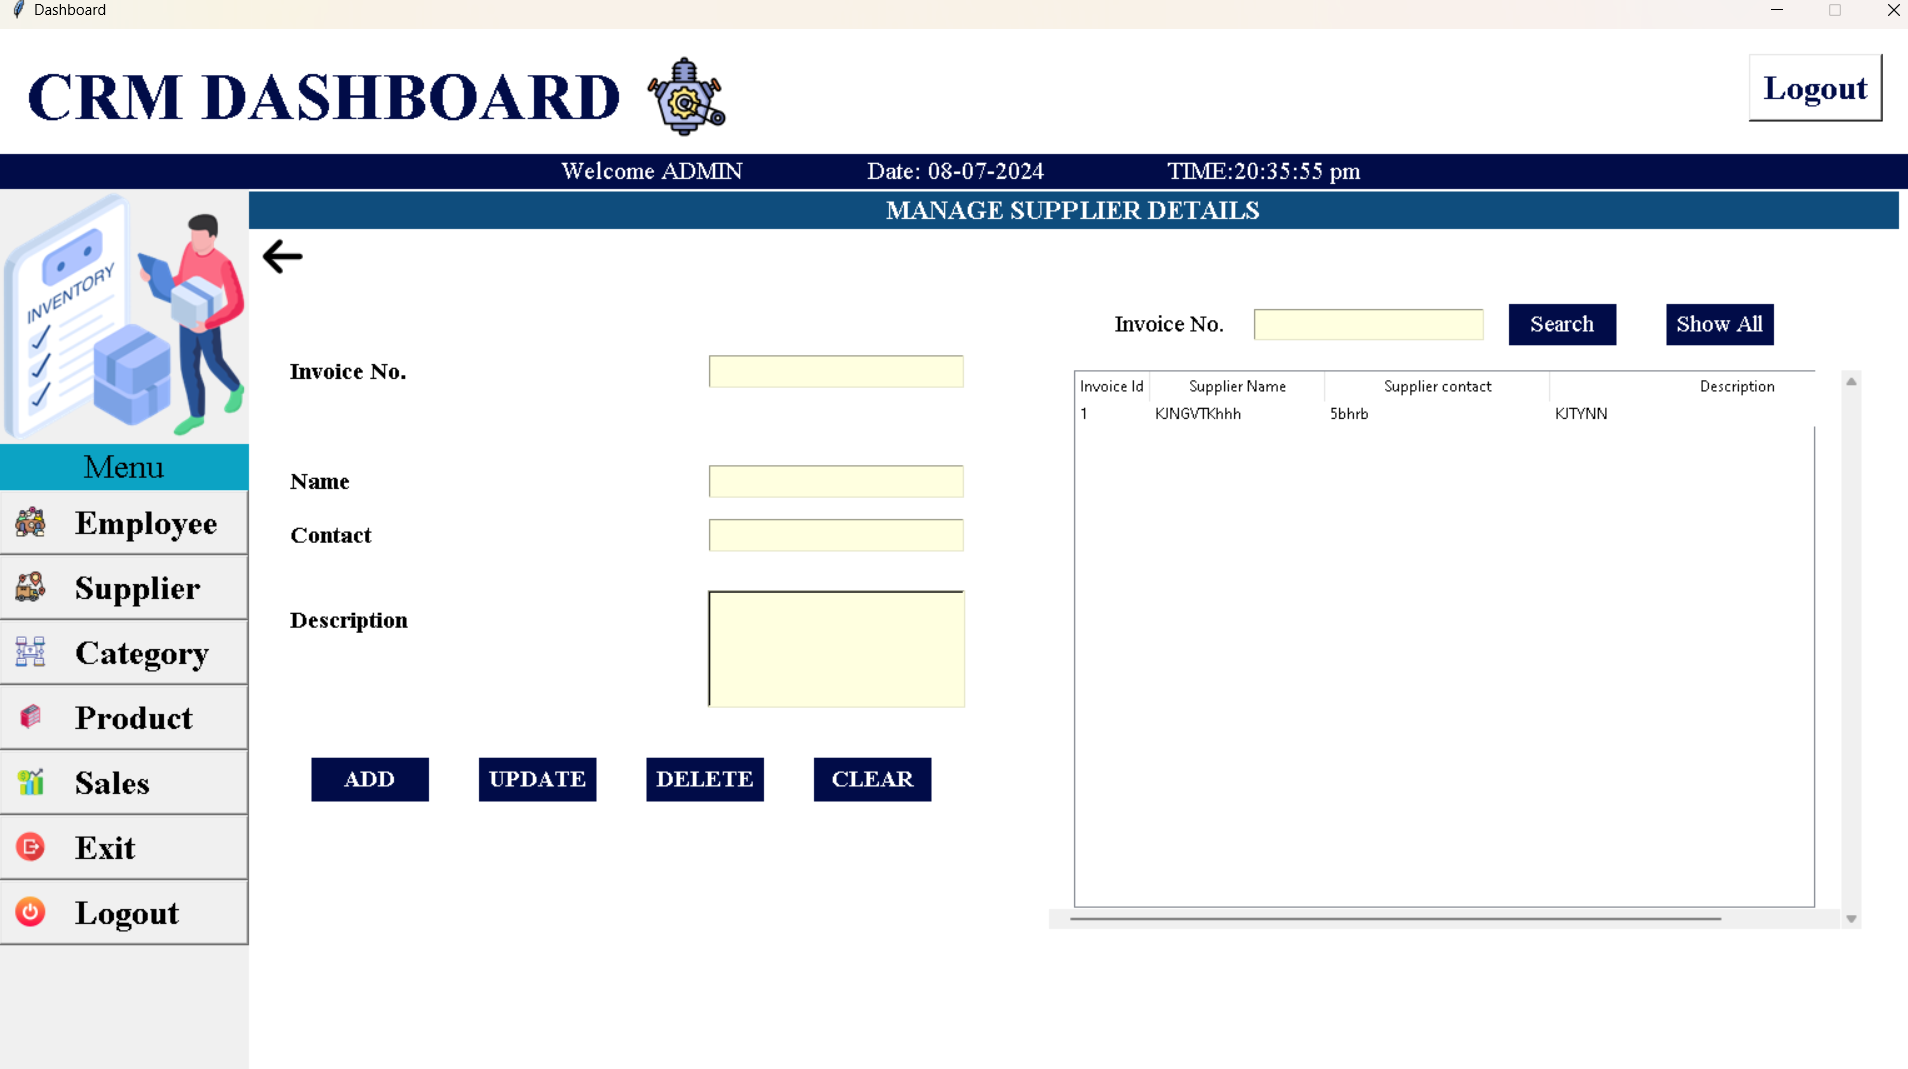 Dashboard
CRM DASHBOARD
Logout
Welcome ADMIN Date: 08-07-2024 TIME:20:35:55 pm
MANAGE SUPPLIER DETAILS
INVENTORY
Menu
Employee
Supplier
Category
Product
Sales
Exit
Logout
Invoice No.
Name
Contact
Description
ADD UPDATE DELETE CLEAR
Invoice No. Search Show All
Invoice Id Supplier Name Supplier contact Description
1 KJNGVTKhhh 5bhrb KJTYNN